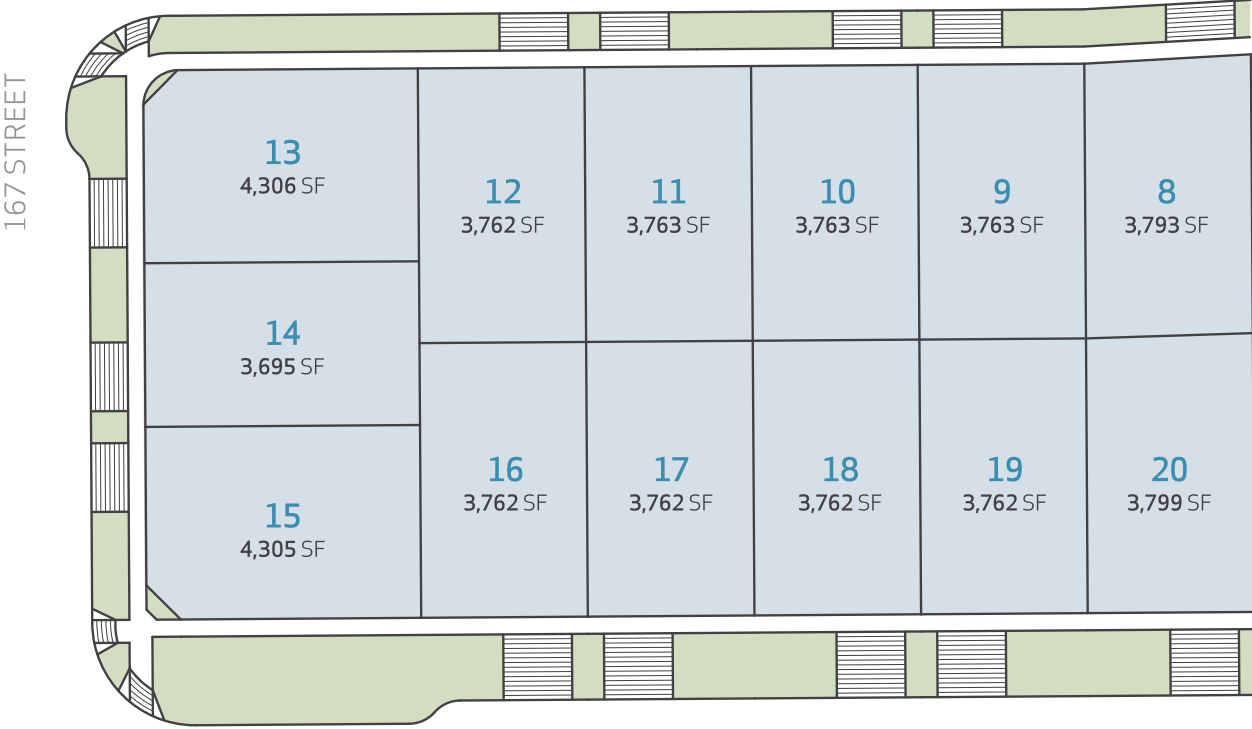 167 STREET
13
4,306 SF
12
3,762 SF
11
3,763 SF
10
3,763 SF
9
3,763 SF
8
3,793 SF
14
3,695 SF
15
4,305 SF
16
3,762 SF
17
3,762 SF
18
3,762 SF
19
3,762 SF
20
3,799 SF